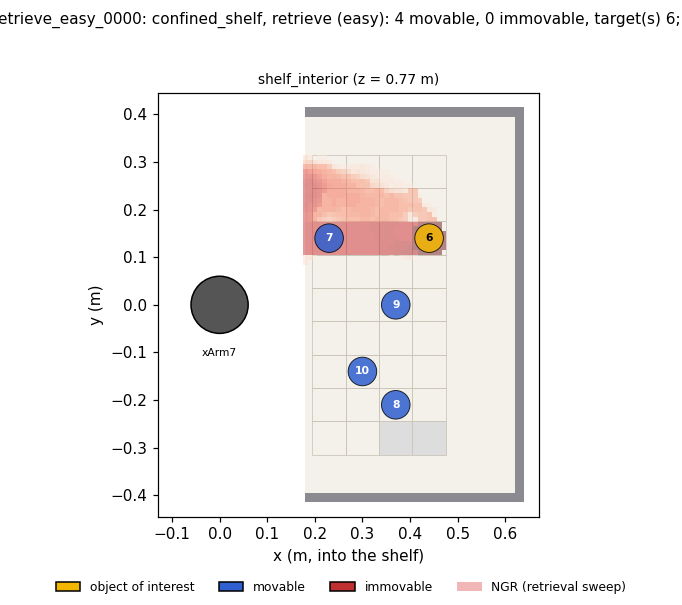 etrieve_easy_0000: confined_shelf, retrieve (easy): 4 movable, 0 immovable, target(s) 6;
shelf_interior (z = 0.77 m)
0.4
0.3
0.2
0.1
0.0
−0.1
−0.2
−0.3
−0.4
y (m)
7
6
9
xArm7
10
8
−0.1
0.0
0.1
0.2
0.3
0.4
0.5
0.6
x (m, into the shelf)
object of interest
movable
immovable
NGR (retrieval sweep)